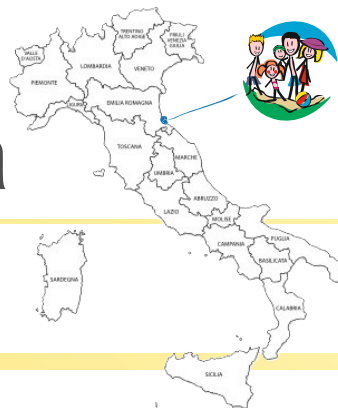 TRENTINO
ALTO ADIGE
FRIULI
VENEZIA
GIULIA
VALLE
D'AOSTA
LOMBARDIA
VENETO
PIEMONTE
LIGURIA
EMILIA ROMAGNA
TOSCANA
MARCHE
UMBRIA
ABRUZZO
LAZIO
MOLISE
CAMPANIA
PUGLIA
BASILICATA
SARDEGNA
CALABRIA
SICILIA